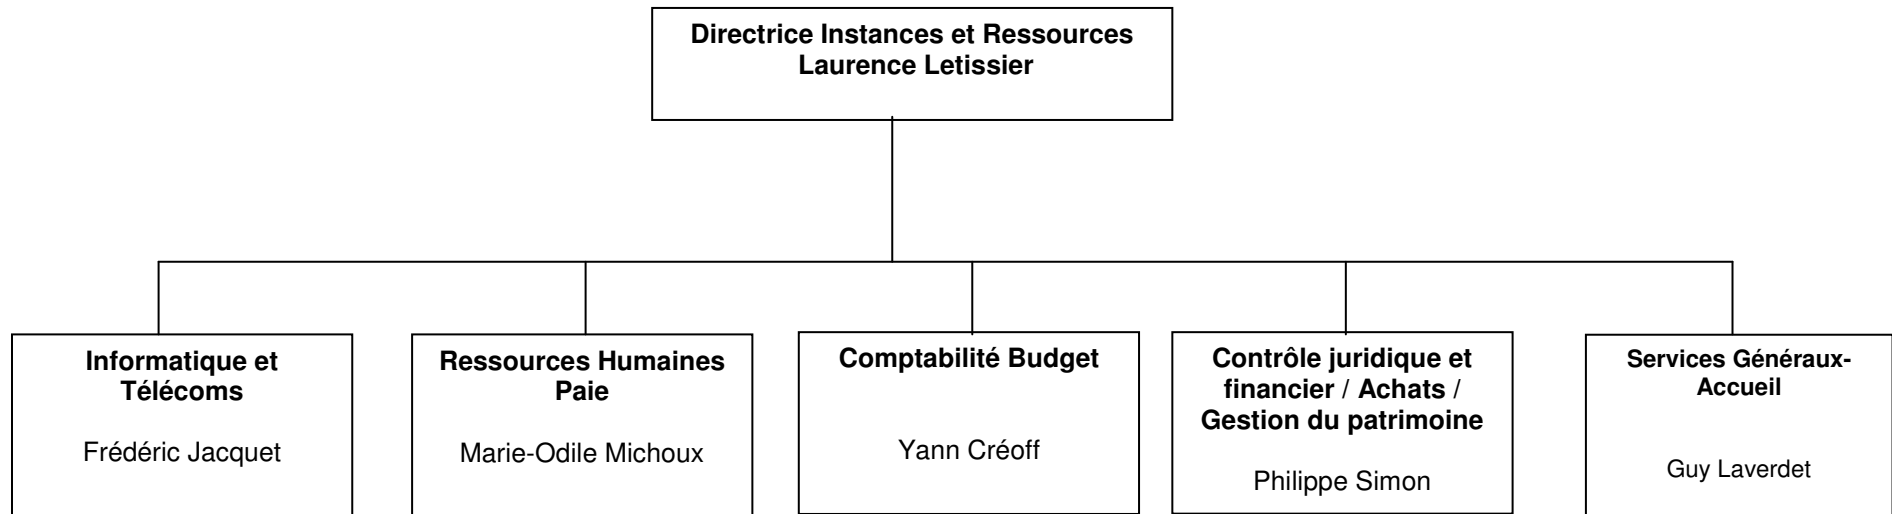 Directrice Instances et Ressources
Laurence Letissier
Informatique et
Télécoms
Frédéric Jacquet
Ressources Humaines
Paie
Marie-Odile Michoux
Comptabilité Budget
Yann Créoff
Contrôle juridique et
financier / Achats /
Gestion du patrimoine
Philippe Simon
Services Généraux-
Accueil
Guy Laverdet